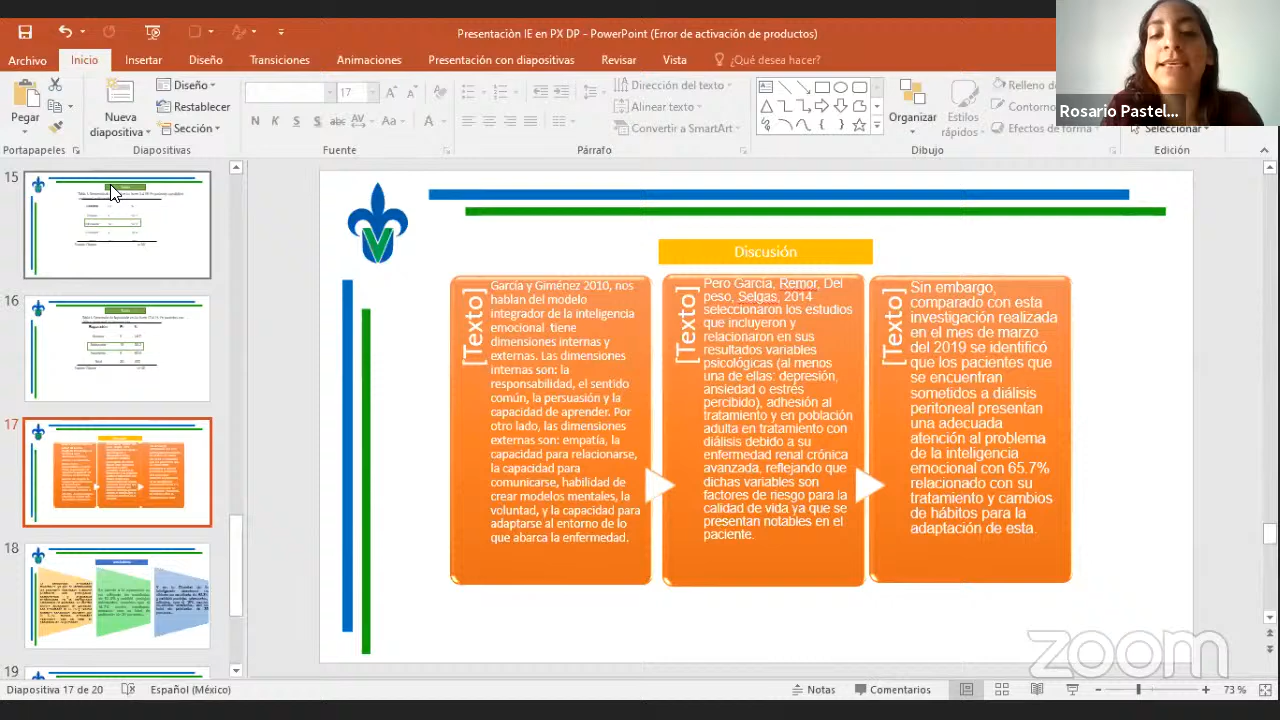 Presentaciòn IE en PX DP - PowerPoint (Error de activación de productos)
Archivo
Inicio
Insertar
Diseño
Transiciones
Animaciones
Presentación con diapositivas
Revisar
Vista
¿Qué desea hacer?
Rosario Pastel...
Pegar
Nueva
diapositiva
Diseño
Restablecer
Sección
17
N K S S abc AV Aa A
Dirección del texto
Alinear texto
Convertir a SmartArt
Organizar
Estilos
rápidos
Relleno de
Contorno
Efectos de forma
Seleccionar
Portapapeles
Diapositivas
Fuente
Párrafo
Dibujo
Edición
15
16
17
18
19
Discusión
[Texto]
García y Giménez 2010, nos
hablan del modelo
integrador de la inteligencia
emocional tiene
dimensiones internas y
externas. Las dimensiones
internas son: la
responsabilidad, el sentido
común, la persuasión y la
capacidad de aprender. Por
otro lado, las dimensiones
externas son: empatía, la
capacidad para relacionarse,
la capacidad para
comunicarse, habilidad de
crear modelos mentales, la
voluntad, y la capacidad para
adaptarse al entorno de lo
que abarca la enfermedad.
[Texto]
Pero García, Remor, Del
peso, Selgas, 2014
seleccionaron los estudios
que incluyeron y
relacionaron en sus
resultados variables
psicológicas (al menos
una de ellas: depresión,
ansiedad o estrés
percibido), adhesión al
tratamiento y en población
adulta en tratamiento con
diálisis debido a su
enfermedad renal crónica
avanzada, reflejando que
dichas variables son
factores de riesgo para la
calidad de vida ya que se
presentan notables en el
paciente.
[Texto]
Sin embargo,
comparado con esta
investigación realizada
en el mes de marzo
del 2019 se identificó
que los pacientes que
se encuentran
sometidos a diálisis
peritoneal presentan
una adecuada
atención al problema
de la inteligencia
emocional con 65.7%
relacionado con su
tratamiento y cambios
de hábitos para la
adaptación de esta.
zoom
Diapositiva 17 de 20
Español (México)
Notas
Comentarios
73 %